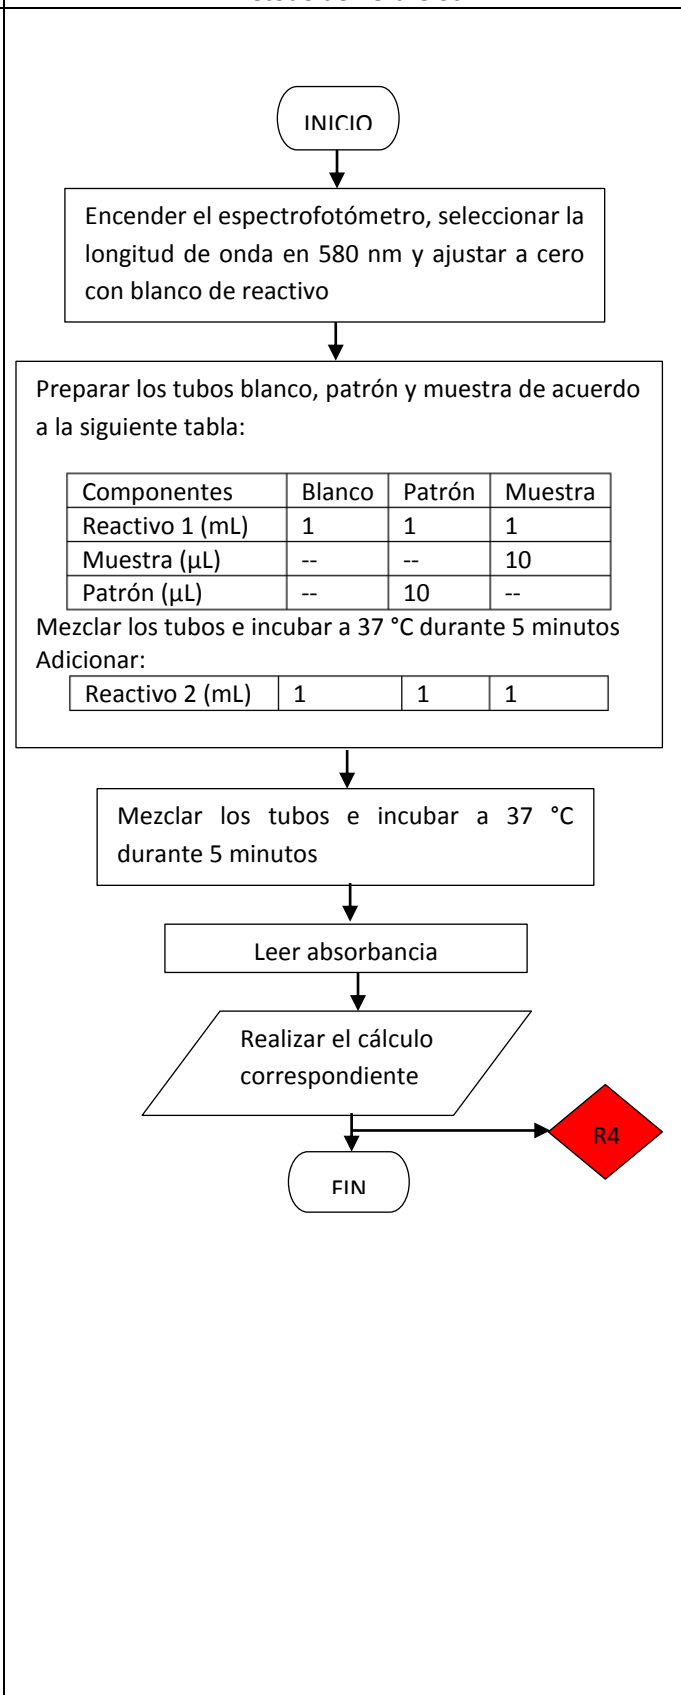 INICIO
Encender el espectrofotómetro, seleccionar la
longitud de onda en 580 nm y ajustar a cero
con blanco de reactivo
Preparar los tubos blanco, patrón y muestra de acuerdo
a la siguiente tabla:
Componentes Blanco Patrón Muestra
Reactivo 1 (mL) 1 1 1
Muestra (µL) -- -- 10
Patrón (µL) -- 10 --
Mezclar los tubos e incubar a 37 °C durante 5 minutos
Adicionar:
Reactivo 2 (mL) 1 1 1
Mezclar los tubos e incubar a 37 °C
durante 5 minutos
Leer absorbancia
Realizar el cálculo
correspondiente
R4
FIN